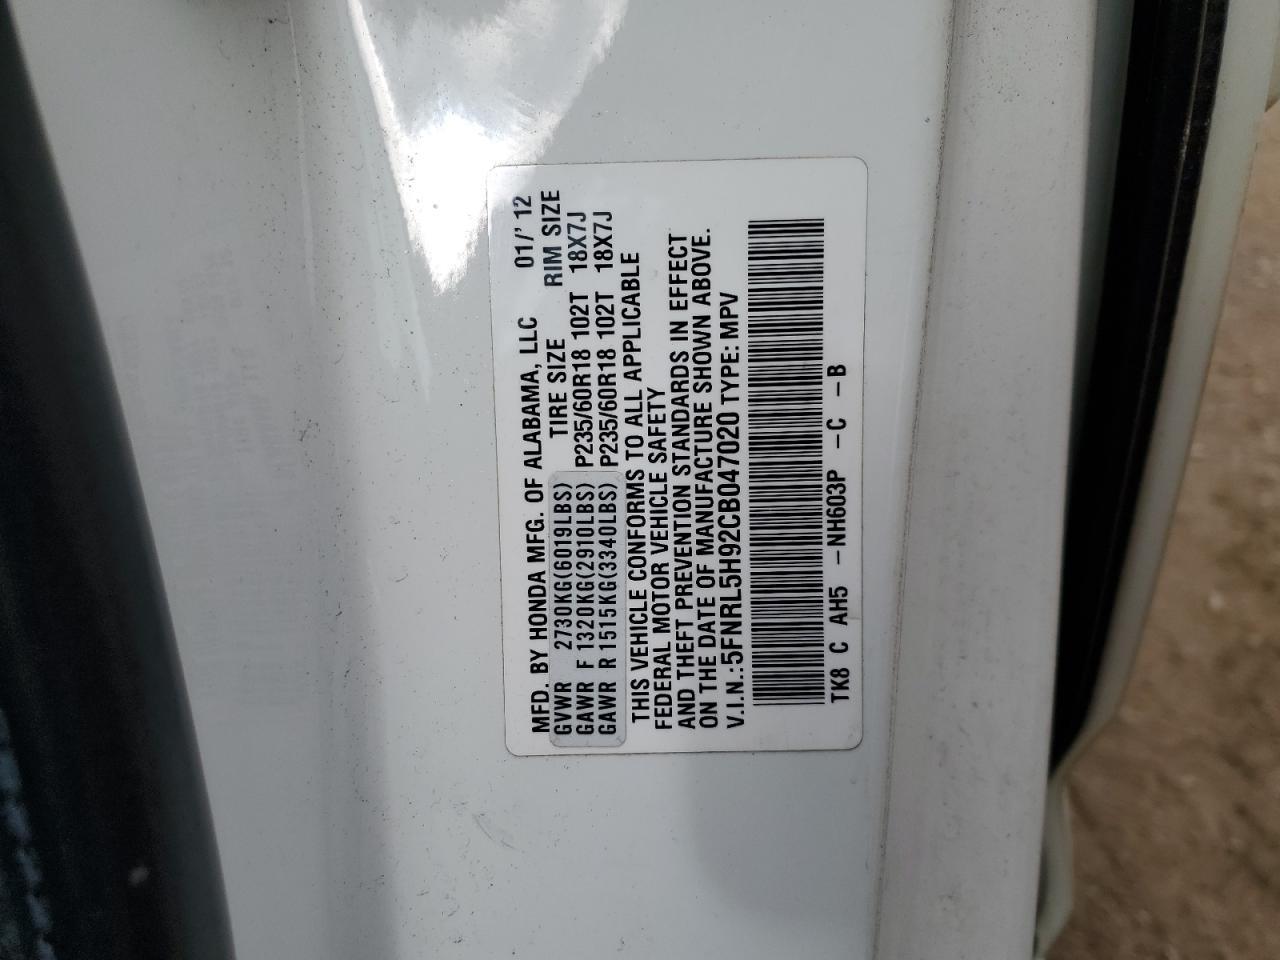 MFD. BY HONDA MFG. OF ALABAMA, LLC 01/'12
GVWR 2730KG(6019LBS) TIRE SIZE RIM SIZE
GAWR F 1320KG(2910LBS) P235/60R18 102T 18X7J
GAWR R 1515KG(3340LBS) P235/60R18 102T 18X7J
THIS VEHICLE CONFORMS TO ALL APPLICABLE
FEDERAL MOTOR VEHICLE SAFETY
AND THEFT PREVENTION STANDARDS IN EFFECT
ON THE DATE OF MANUFACTURE SHOWN ABOVE.
V.I.N.:5FNRL5H92CB047020 TYPE: MPV
TK8 C AH5 -NH603P -C -B